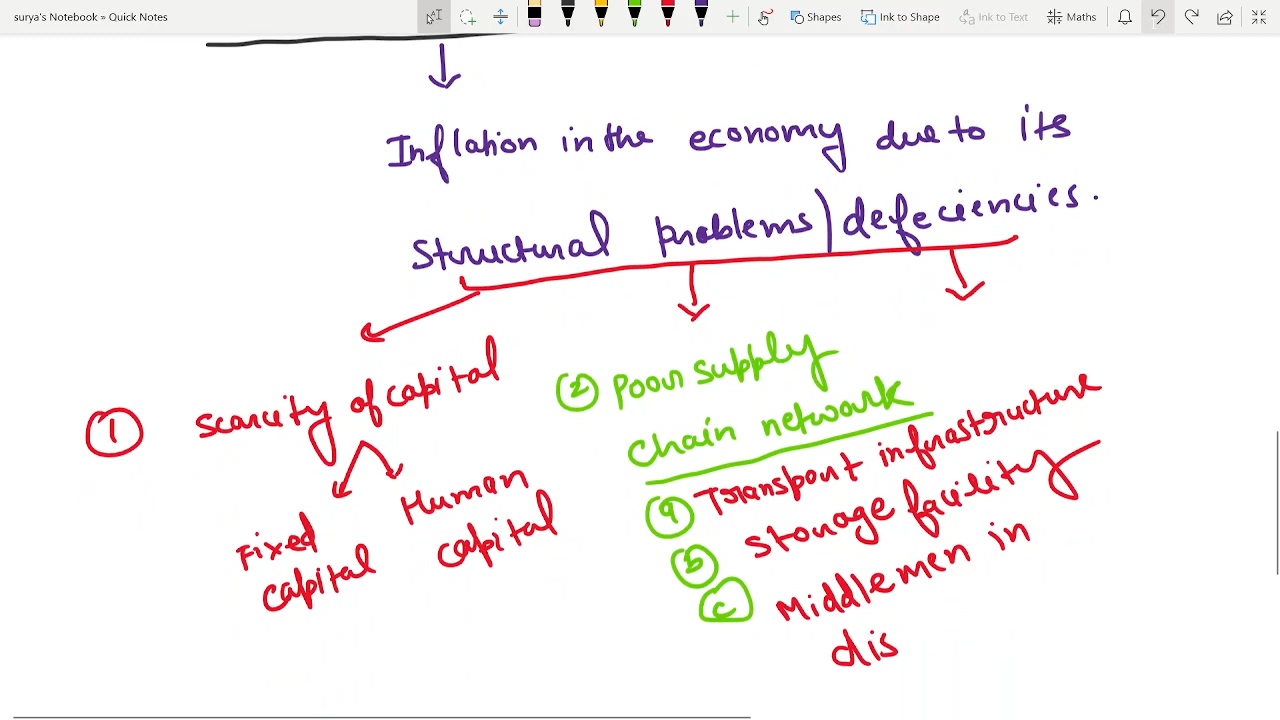 surya's Notebook » Quick Notes
Shapes
Ink to Shape
Ink to Text
Maths
Inflation in the economy due to its
Structural problems/defeciencies.
① scarcity of capital
Fixed capital
Human capital
② Poor supply
chain network
ⓐ Transport infrastructure
ⓑ storage facility
ⓒ Middlemen in
dis